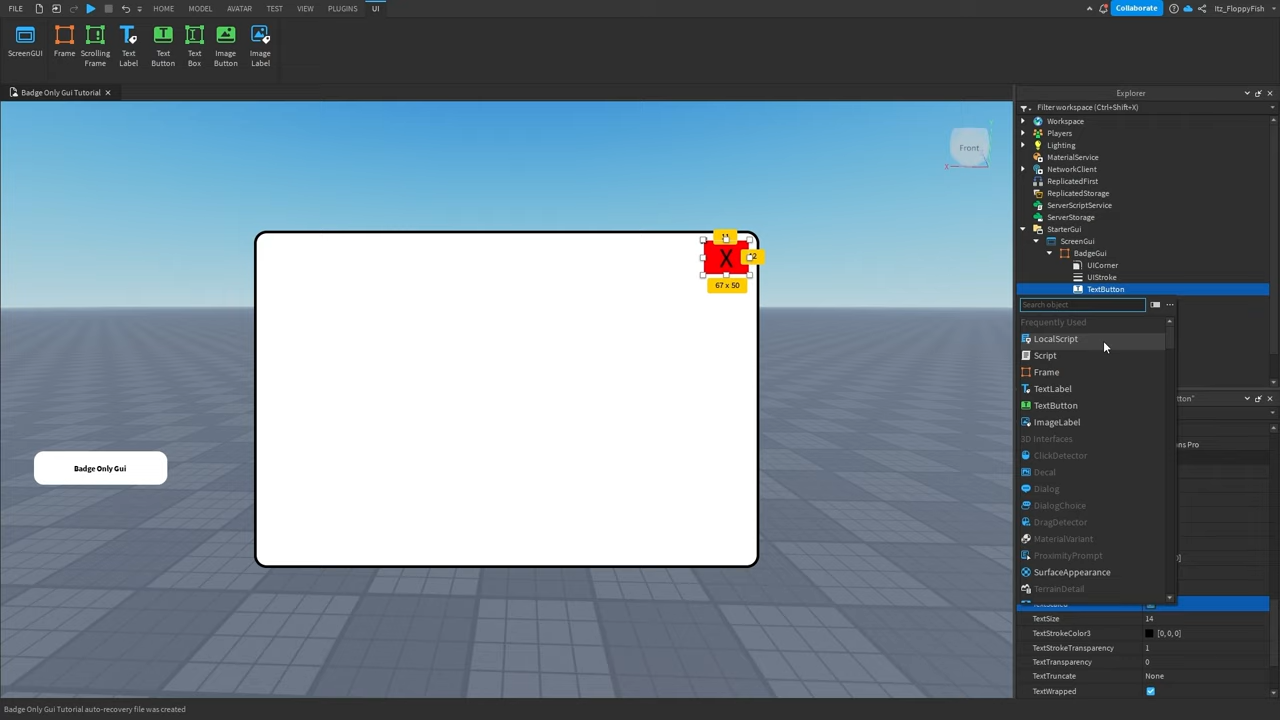 FILE HOME MODEL AVATAR TEST VIEW PLUGINS UI Collaborate Itz_FloppyFish
ScreenGUI Frame Scrolling Frame Text Label Text Button Text Box Image Button Image Label
Badge Only Gui Tutorial
Explorer
Filter workspace (Ctrl+Shift+X)
Workspace
Players
Lighting
MaterialService
NetworkClient
ReplicatedFirst
ReplicatedStorage
ServerScriptService
ServerStorage
StarterGui
ScreenGui
BadgeGui
UICorner
UIStroke
TextButton
Front
X
67 x 50
Badge Only Gui
Search object
Frequently Used
LocalScript
Script
Frame
TextLabel
TextButton
ImageLabel
3D Interfaces
ClickDetector
Decal
Dialog
DialogChoice
DragDetector
MaterialVariant
ProximityPrompt
SurfaceAppearance
TerrainDetail
TextSize 14
TextStrokeColor3 [0, 0, 0]
TextStrokeTransparency 1
TextTransparency 0
TextTruncate None
TextWrapped
Badge Only Gui Tutorial auto-recovery file was created